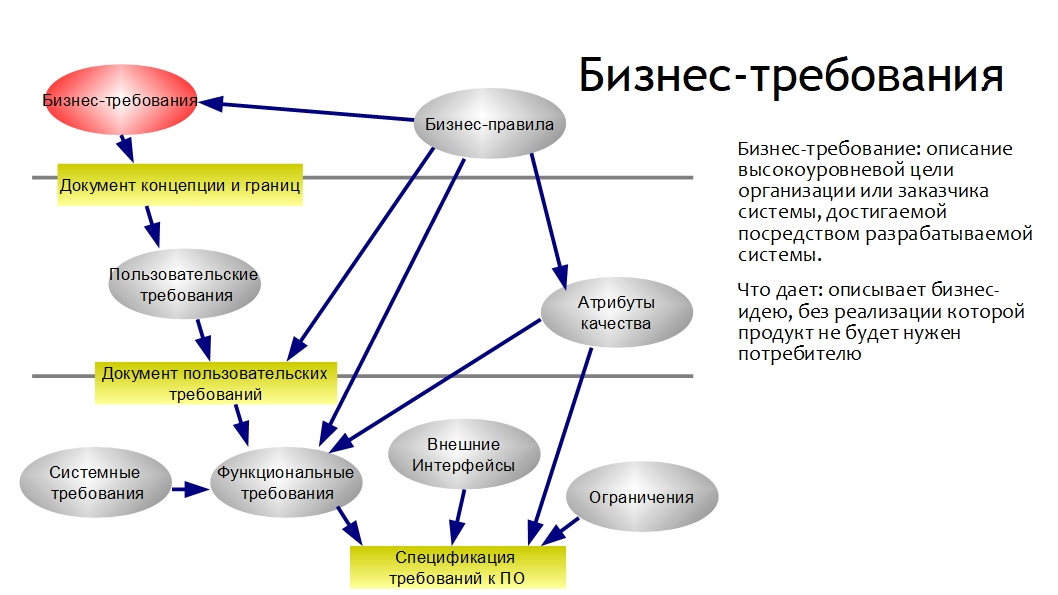 Бизнес-требования
Бизнес-требование: описание
высокоуровневой цели
организации или заказчика
системы, достигаемой
посредством разрабатываемой
системы.
Что дает: описывает бизнес-
идею, без реализации которой
продукт не будет нужен
потребителю
Бизнес-требования
Бизнес-правила
Документ концепции и границ
Пользовательские
требования
Атрибуты
качества
Документ пользовательских
требований
Системные
требования
Функциональные
требования
Внешние
Интерфейсы
Ограничения
Спецификация
требований к ПО